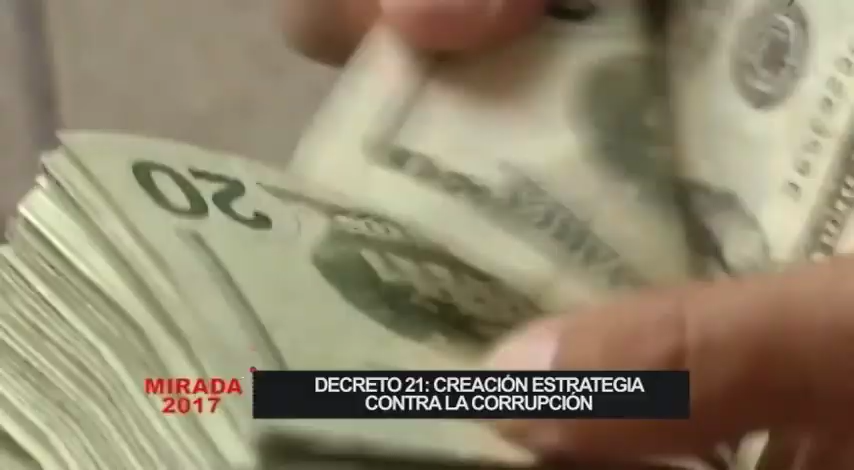 20
MIRADA
2017
DECRETO 21: CREACIÓN ESTRATEGIA
CONTRA LA CORRUPCIÓN